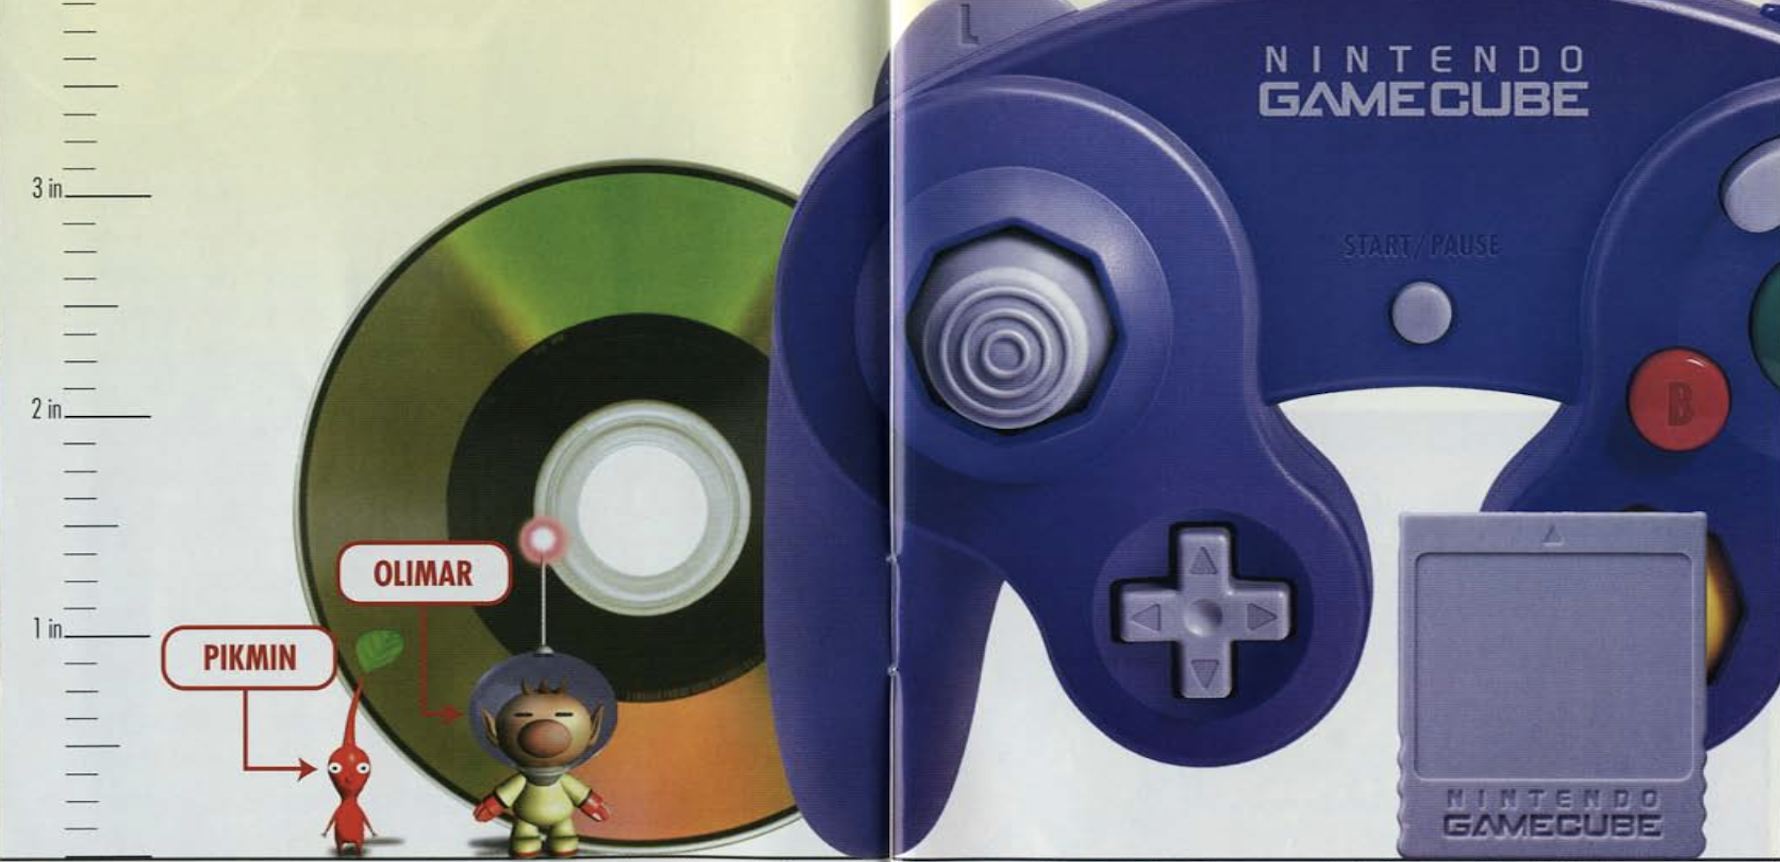 L
NINTENDO
GAMECUBE
3 in
START/PAUSE
2 in
B
OLIMAR
1 in
PIKMIN
NINTENDO
GAMECUBE